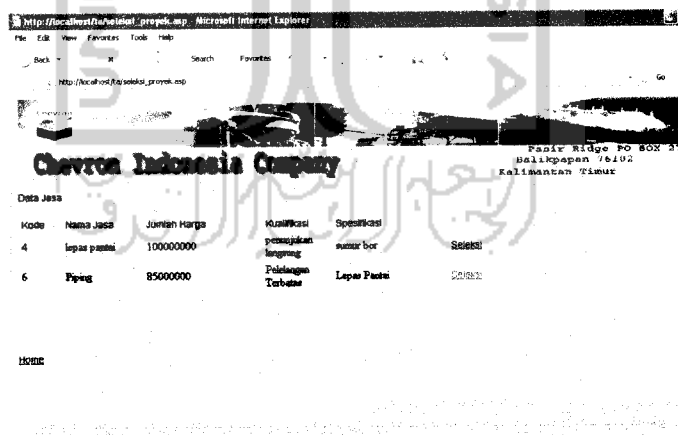 http://localhost/ta/seleksi_proyek.asp - Microsoft Internet Explorer
File Edit View Favorites Tools Help
Back Search Favorites
http://localhost/ta/seleksi_proyek.asp Go
Chevron Indonesia Company
Pasir Ridge PO BOX 2
Balikpapan 76102
Kalimantan Timur
Data Jasa
Kode Nama Jasa Jumlah Harga Kualifikasi Spesifikasi
4 lepas pantai 100000000 penunjukan langsung sumur bor Seleksi
6 Piping 85000000 Pelelangan Terbatas Lepas Pantai Seleksi
Home